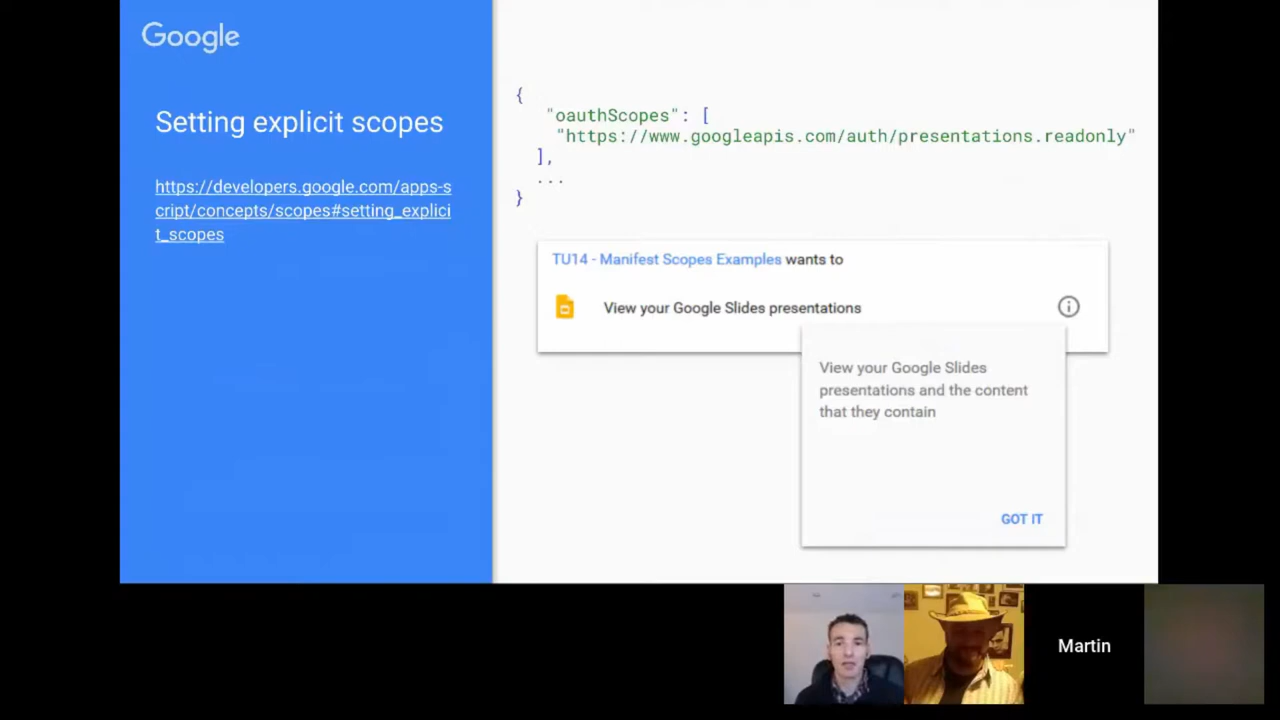 Google
Setting explicit scopes
https://developers.google.com/apps-s
cript/concepts/scopes#setting_explici
t_scopes
{
"oauthScopes": [
"https://www.googleapis.com/auth/presentations.readonly"
],
...
}
TU14 - Manifest Scopes Examples wants to
View your Google Slides presentations
View your Google Slides
presentations and the content
that they contain
GOT IT
Martin